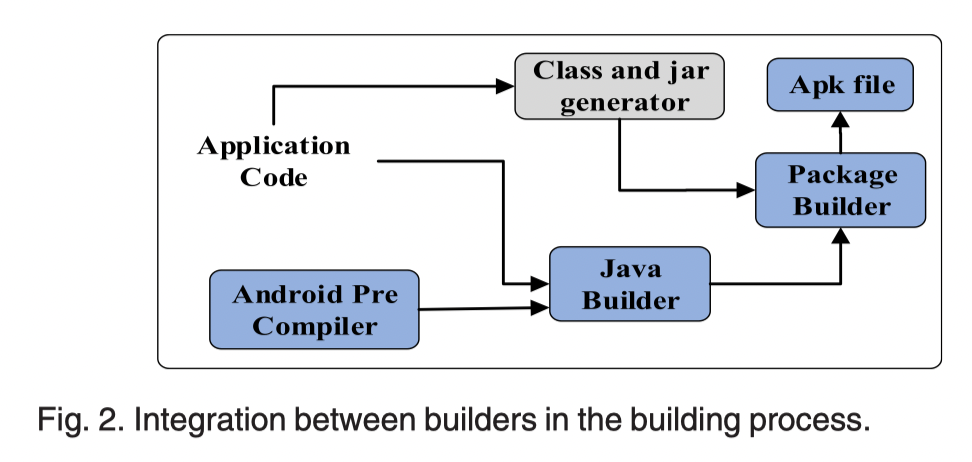 Class and jar
generator
Apk file
Application
Code
Package
Builder
Java
Builder
Android Pre
Compiler
Fig. 2. Integration between builders in the building process.